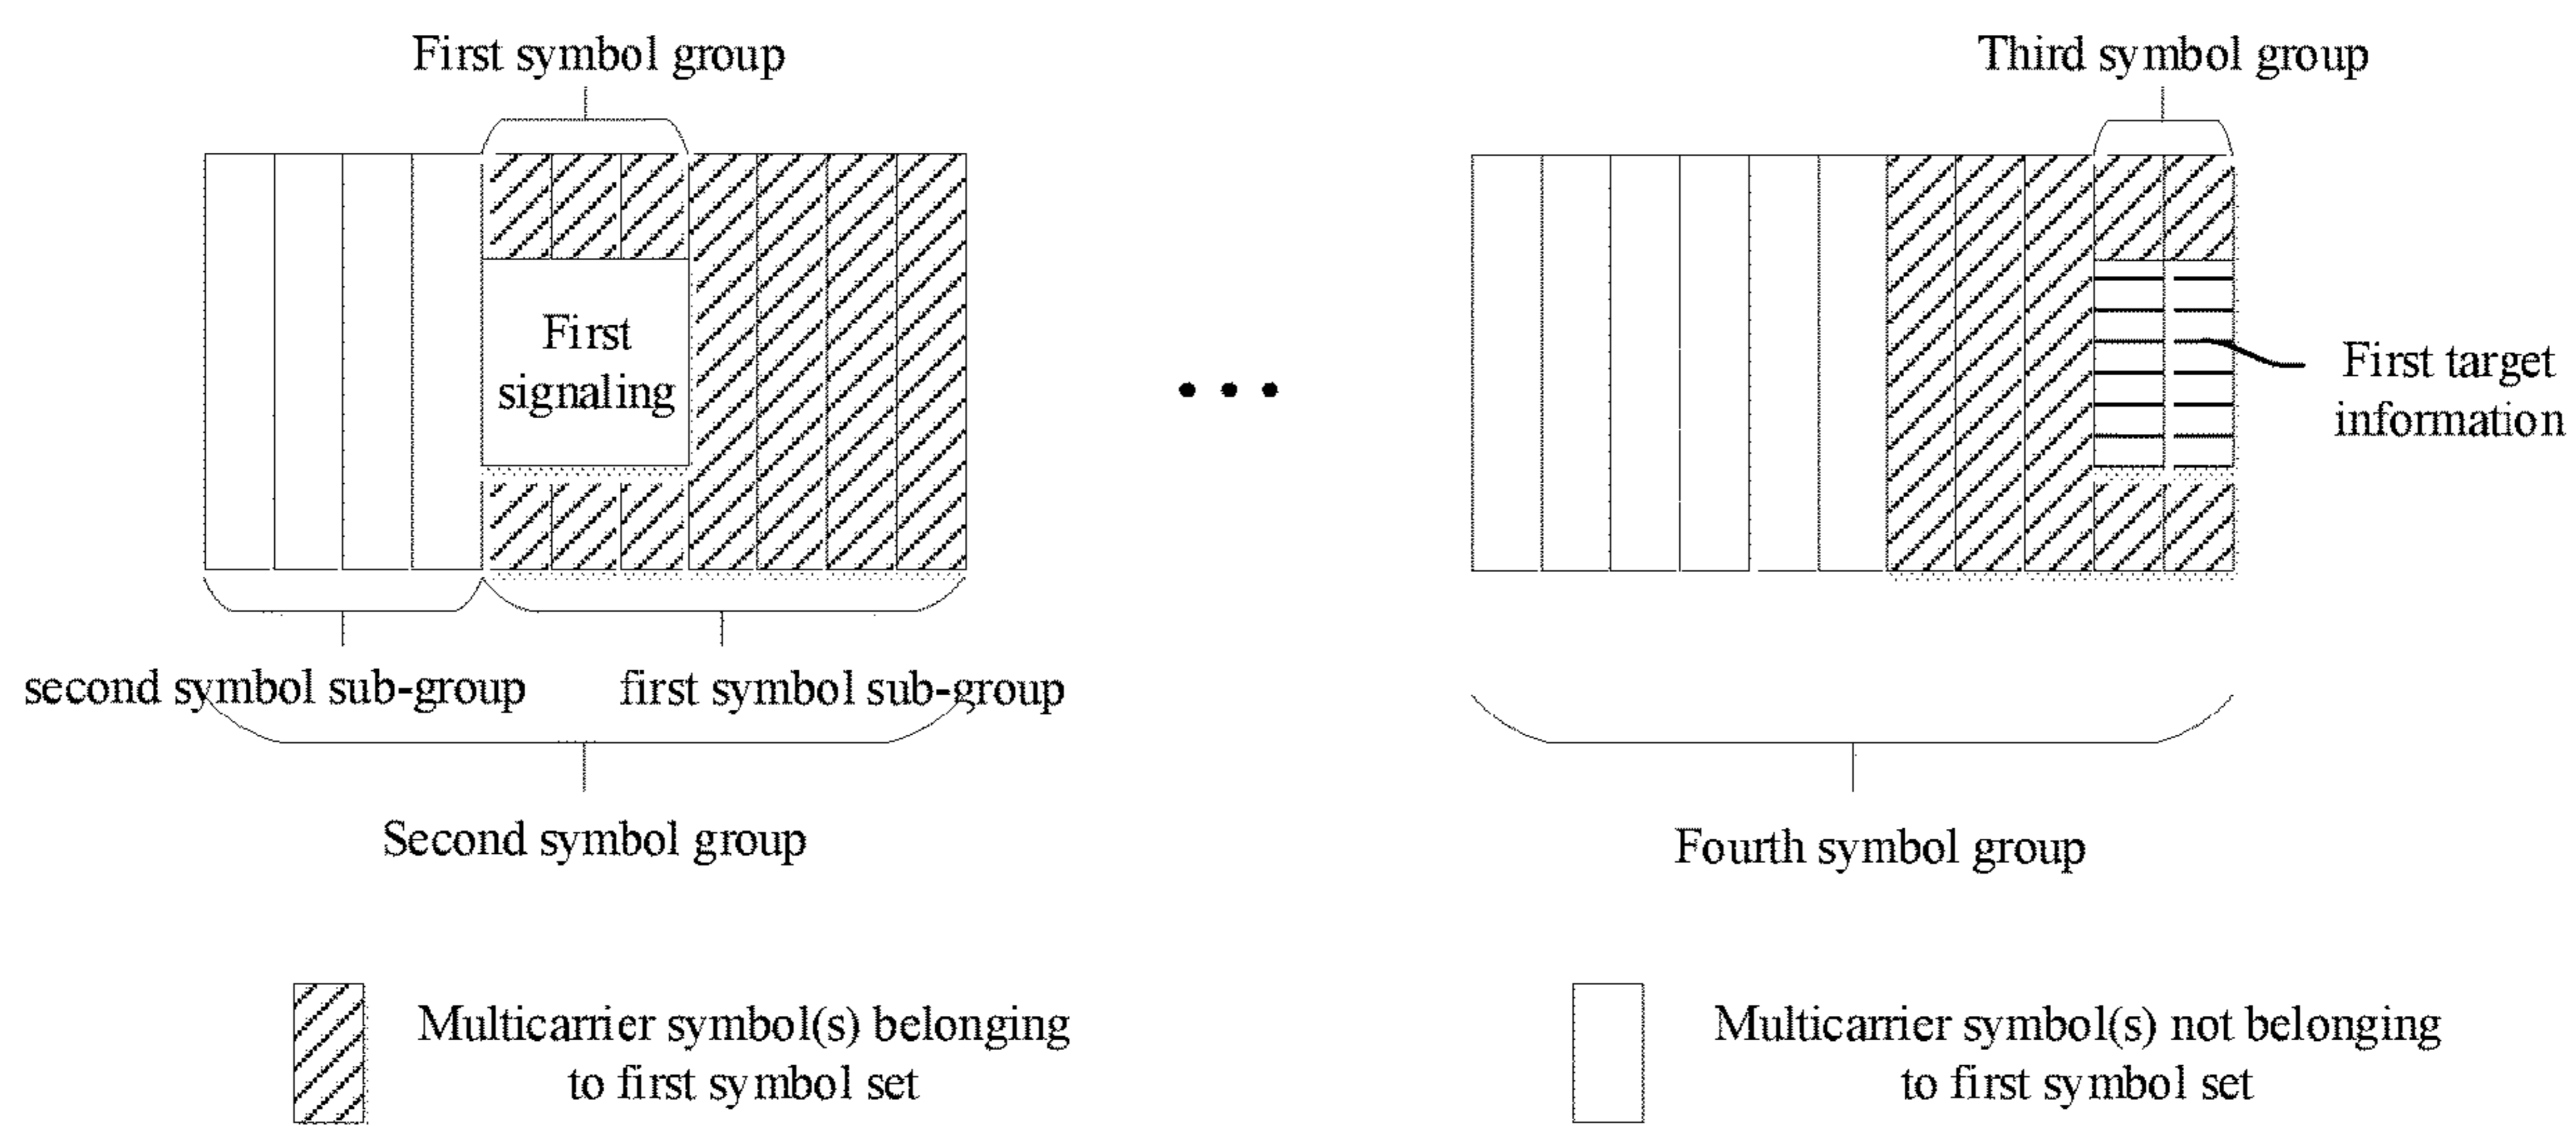 First symbol group
Third symbol group
First
signaling
First target
information
second symbol sub-group
first symbol sub-group
Second symbol group
Fourth symbol group
Multicarrier symbol(s) belonging
to first symbol set
Multicarrier symbol(s) not belonging
to first symbol set